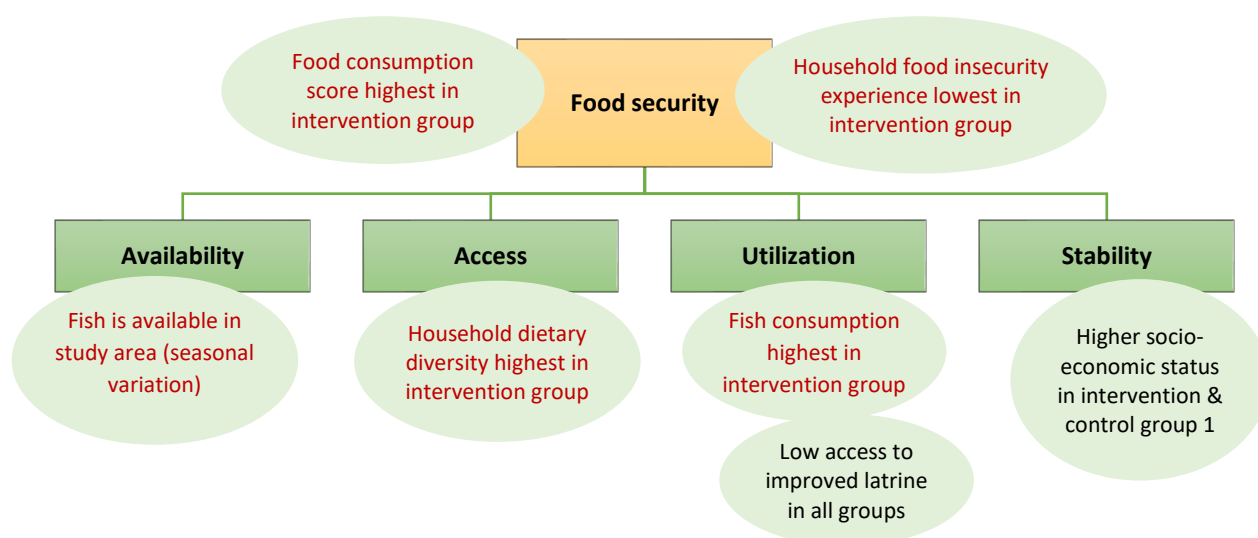 Food consumption
score highest in
intervention group
Food security
Household food insecurity
experience lowest in
intervention group
Availability
Access
Utilization
Stability
Fish is available in
study area (seasonal
variation)
Household dietary
diversity highest in
intervention group
Fish consumption
highest in
intervention group
Low access to
improved latrine
in all groups
Higher socio-
economic status
in intervention &
control group 1